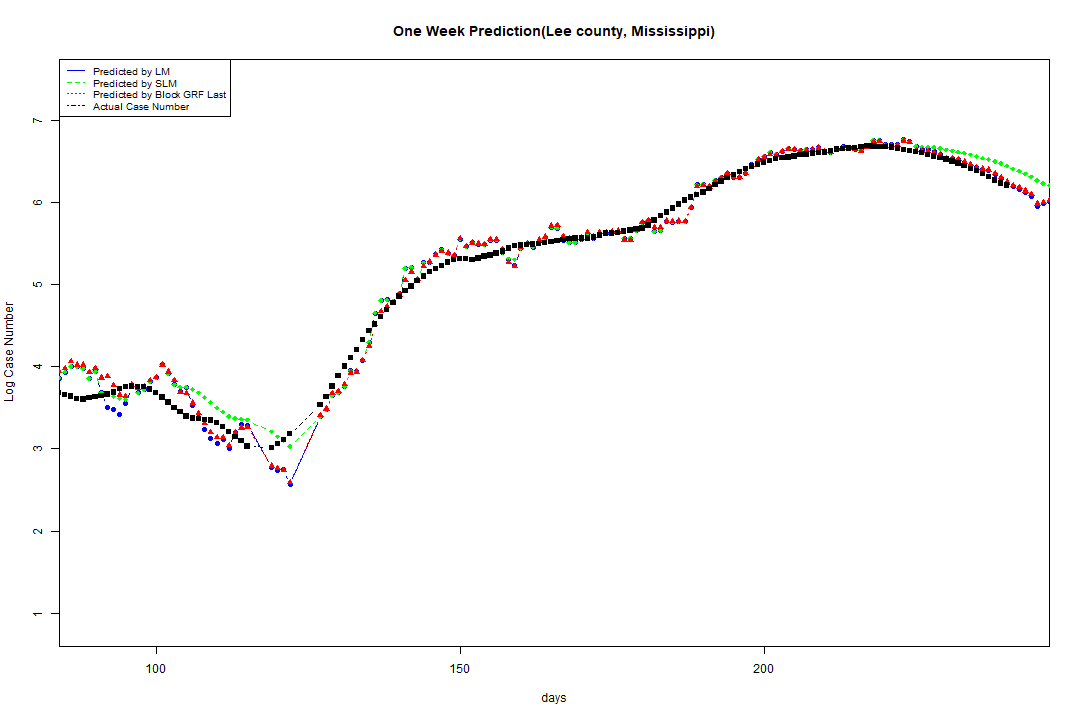 One Week Prediction(Lee county, Mississippi)
Predicted by LM
Predicted by SLM
Predicted by Block GRF Last
Actual Case Number
7
6
5
4
3
2
1
Log Case Number
100
150
200
days